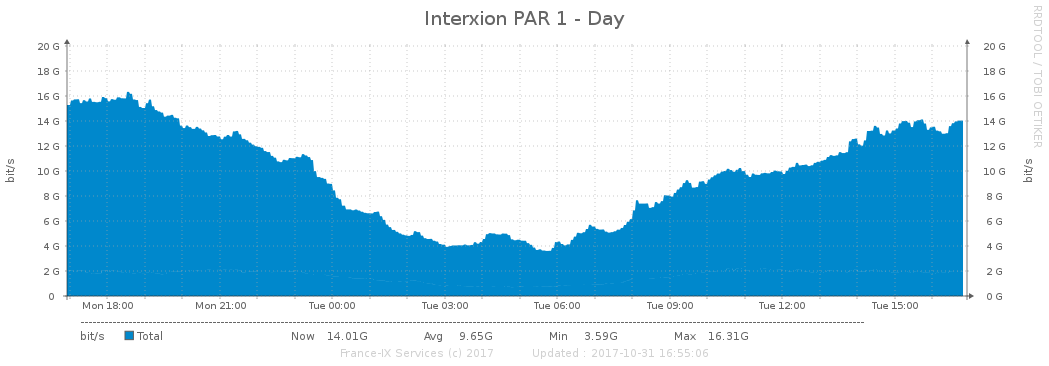 Interxion PAR 1 - Day
RRDTOOL / TOBI OETIKER
bit/s
20 G 20 G
18 G 18 G
16 G 16 G
14 G 14 G
12 G 12 G
10 G 10 G
8 G 8 G
6 G 6 G
4 G 4 G
2 G 2 G
0 0 G
bit/s
Mon 18:00 Mon 21:00 Tue 00:00 Tue 03:00 Tue 06:00 Tue 09:00 Tue 12:00 Tue 15:00
bit/s Total Now 14.01G Avg 9.65G Min 3.59G Max 16.31G
France-IX Services (c) 2017 Updated : 2017-10-31 16:55:06